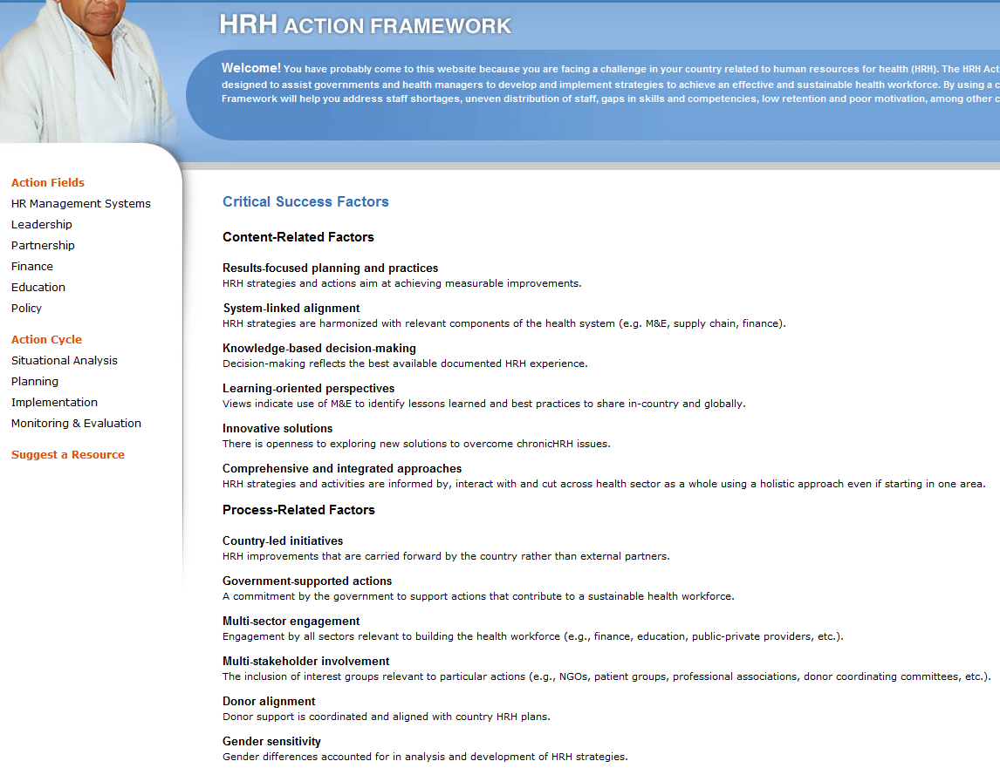 HRH ACTION FRAMEWORK
Welcome! You have probably come to this website because you are facing a challenge in your country related to human resources for health (HRH). The HRH
designed to assist governments and health managers to develop and implement strategies to achieve an effective and sustainable health workforce. By using a
Framework will help you address staff shortages, uneven distribution of staff, gaps in skills and competencies, low retention and poor motivation, among other
Action Fields
HR Management Systems
Leadership
Partnership
Finance
Education
Policy
Action Cycle
Situational Analysis
Planning
Implementation
Monitoring & Evaluation
Suggest a Resource
Critical Success Factors
Content-Related Factors
Results-focused planning and practices
HRH strategies and actions aim at achieving measurable improvements.
System-linked alignment
HRH strategies are harmonized with relevant components of the health system (e.g. M&E, supply chain, finance).
Knowledge-based decision-making
Decision-making reflects the best available documented HRH experience.
Learning-oriented perspectives
Views indicate use of M&E to identify lessons learned and best practices to share in-country and globally.
Innovative solutions
There is openness to exploring new solutions to overcome chronicHRH issues.
Comprehensive and integrated approaches
HRH strategies and activities are informed by, interact with and cut across health sector as a whole using a holistic approach even if starting in one area.
Process-Related Factors
Country-led initiatives
HRH improvements that are carried forward by the country rather than external partners.
Government-supported actions
A commitment by the government to support actions that contribute to a sustainable health workforce.
Multi-sector engagement
Engagement by all sectors relevant to building the health workforce (e.g., finance, education, public-private providers, etc.).
Multi-stakeholder involvement
The inclusion of interest groups relevant to particular actions (e.g., NGOs, patient groups, professional associations, donor coordinating committees, etc.).
Donor alignment
Donor support is coordinated and aligned with country HRH plans.
Gender sensitivity
Gender differences accounted for in analysis and development of HRH strategies.